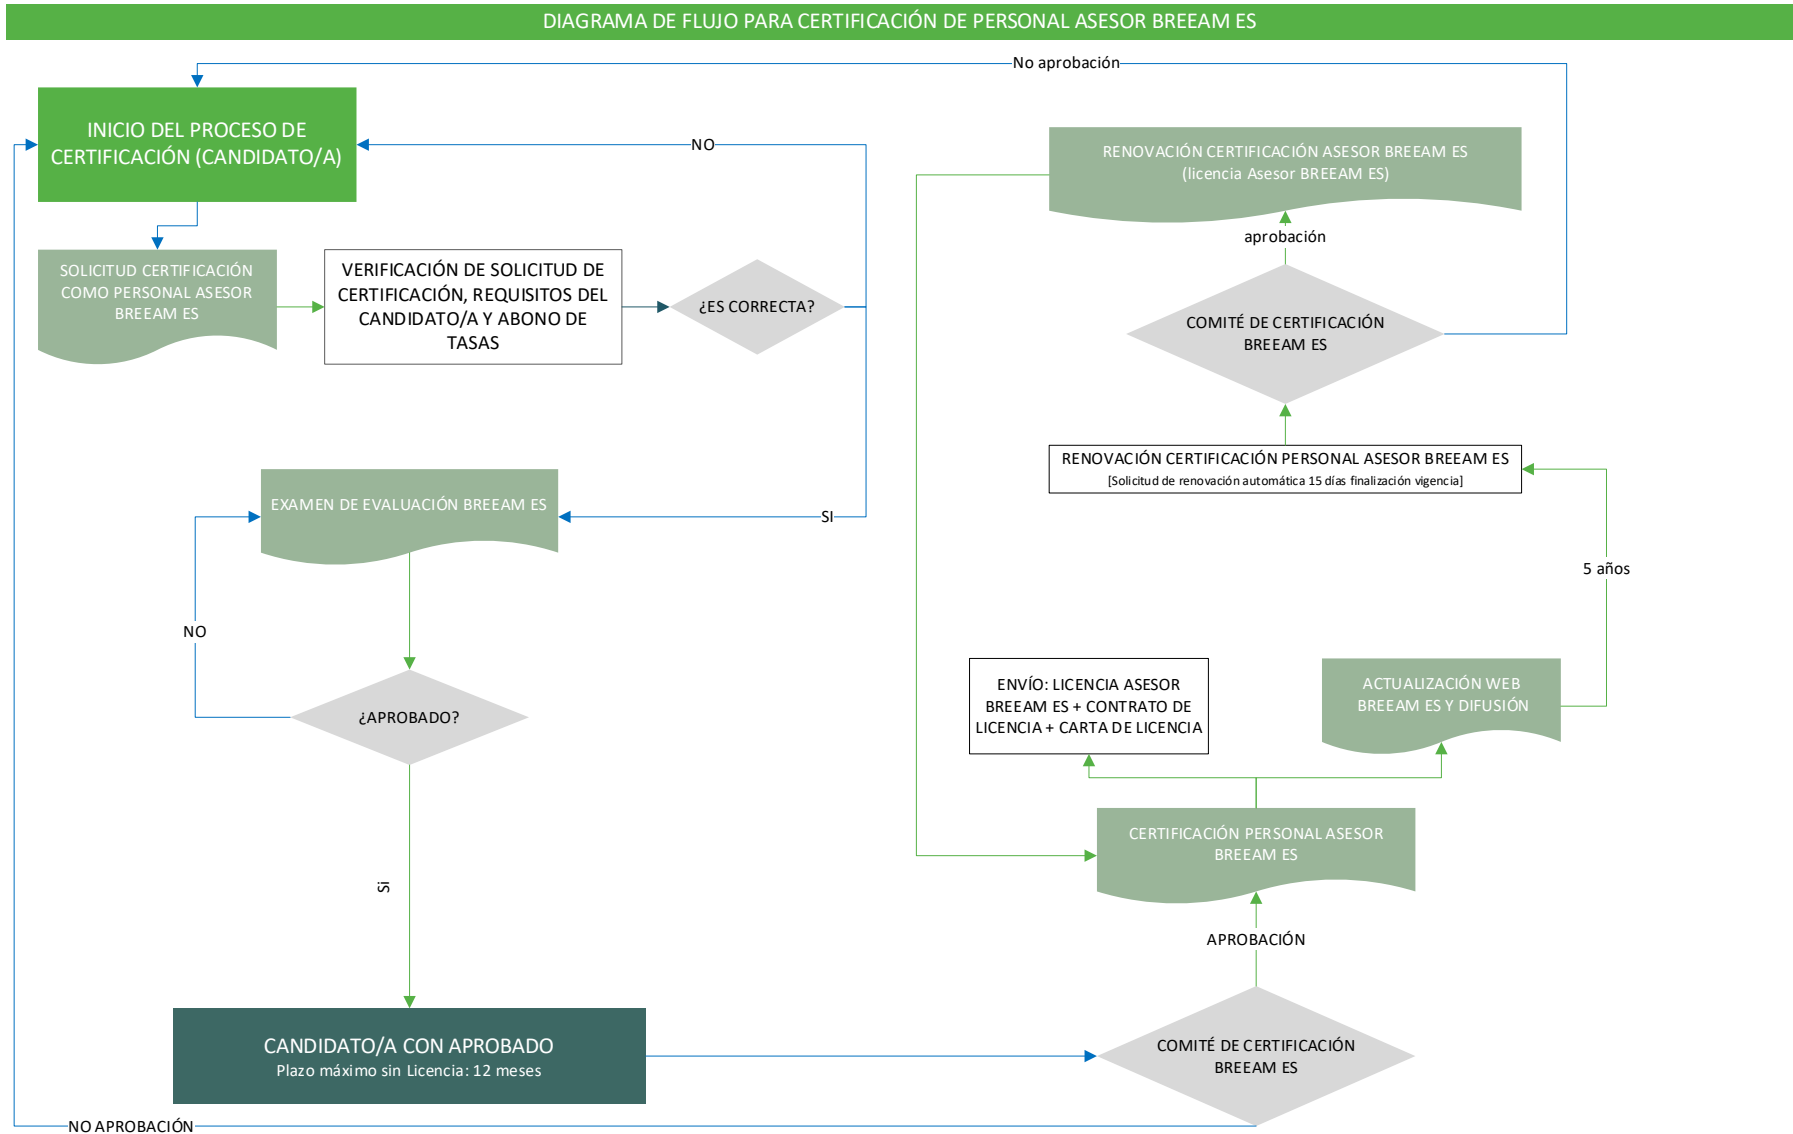 DIAGRAMA DE FLUJO PARA CERTIFICACIÓN DE PERSONAL ASESOR BREEAM ES
No aprobación
INICIO DEL PROCESO DE
CERTIFICACIÓN (CANDIDATO/A)
NO
RENOVACIÓN CERTIFICACIÓN ASESOR BREEAM ES
(licencia Asesor BREEAM ES)
aprobación
SOLICITUD CERTIFICACIÓN
COMO PERSONAL ASESOR
BREEAM ES
VERIFICACIÓN DE SOLICITUD DE
CERTIFICACIÓN, REQUISITOS DEL
CANDIDATO/A Y ABONO DE
TASAS
¿ES CORRECTA?
COMITÉ DE CERTIFICACIÓN
BREEAM ES
RENOVACIÓN CERTIFICACIÓN PERSONAL ASESOR BREEAM ES
[Solicitud de renovación automática 15 días finalización vigencia]
EXAMEN DE EVALUACIÓN BREEAM ES
SI
5 años
NO
¿APROBADO?
ENVÍO: LICENCIA ASESOR
BREEAM ES + CONTRATO DE
LICENCIA + CARTA DE LICENCIA
ACTUALIZACIÓN WEB
BREEAM ES Y DIFUSIÓN
CERTIFICACIÓN PERSONAL ASESOR
BREEAM ES
Si
APROBACIÓN
CANDIDATO/A CON APROBADO
Plazo máximo sin Licencia: 12 meses
COMITÉ DE CERTIFICACIÓN
BREEAM ES
NO APROBACIÓN